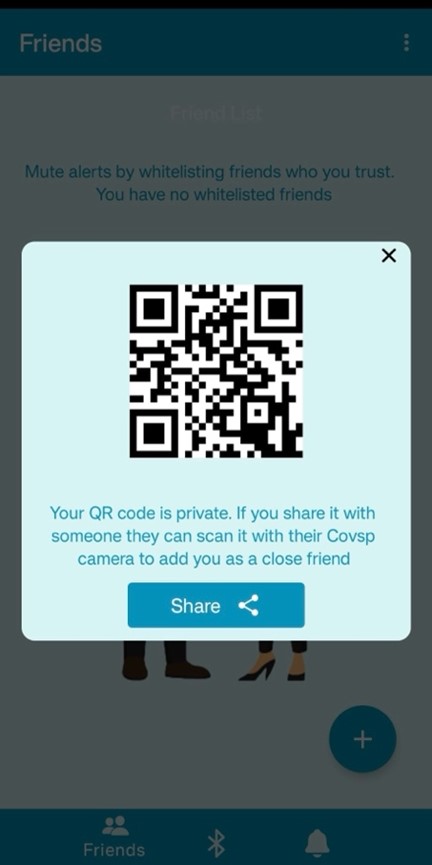 Friends
Friend List
Mute alerts by whitelisting friends who you trust.
You have no whitelisted friends
Your QR code is private. If you share it with
someone they can scan it with their Covsp
camera to add you as a close friend
Share
Friends